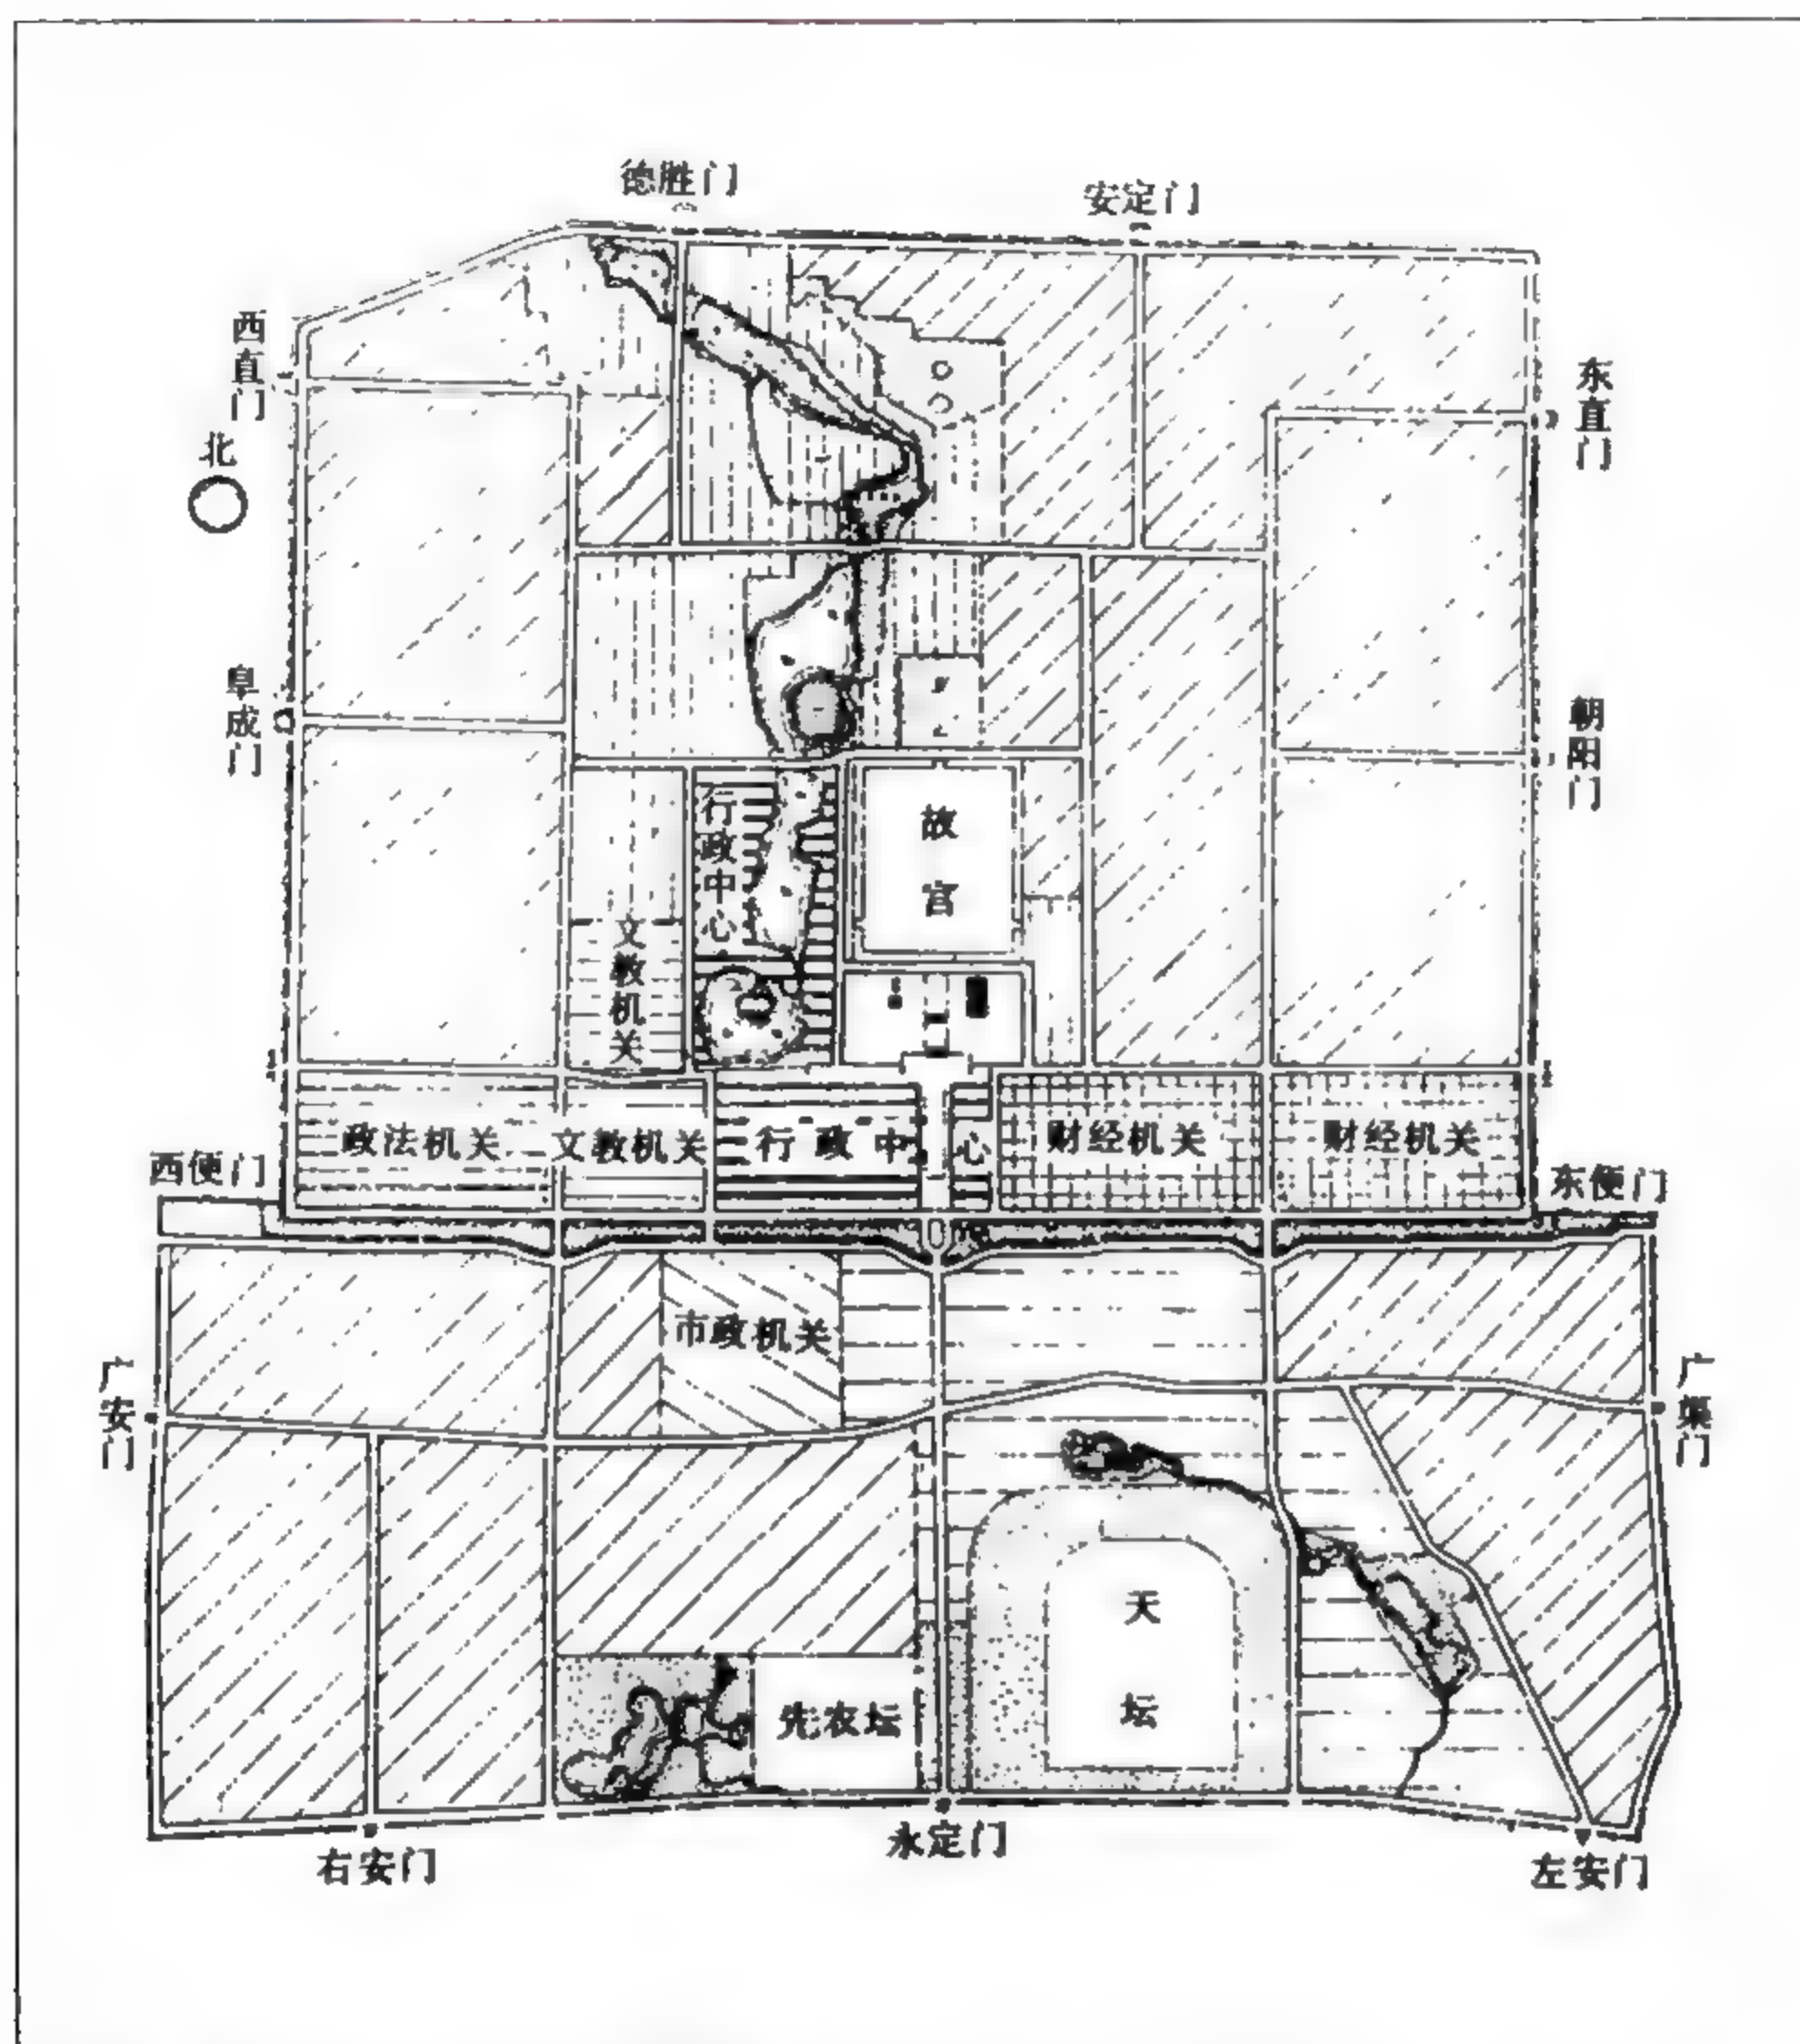 德胜门
安定门
西直门
东直门
北
阜成门
朝阳门
行政中心
故宫
文教机关
政法机关
文教机关
行政中心
财经机关
财经机关
西便门
东便门
市政机关
广安门
广渠门
天坛
先农坛
右安门
永定门
左安门